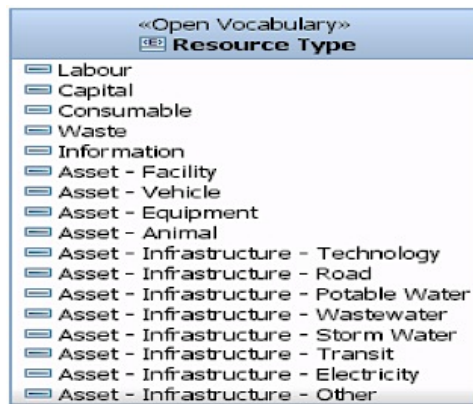 «Open Vocabulary»
Resource Type
Labour
Capital
Consumable
Waste
Information
Asset - Facility
Asset - Vehicle
Asset - Equipment
Asset - Animal
Asset - Infrastructure - Technology
Asset - Infrastructure - Road
Asset - Infrastructure - Potable Water
Asset - Infrastructure - Wastewater
Asset - Infrastructure - Storm Water
Asset - Infrastructure - Transit
Asset - Infrastructure - Electricity
Asset - Infrastructure - Other